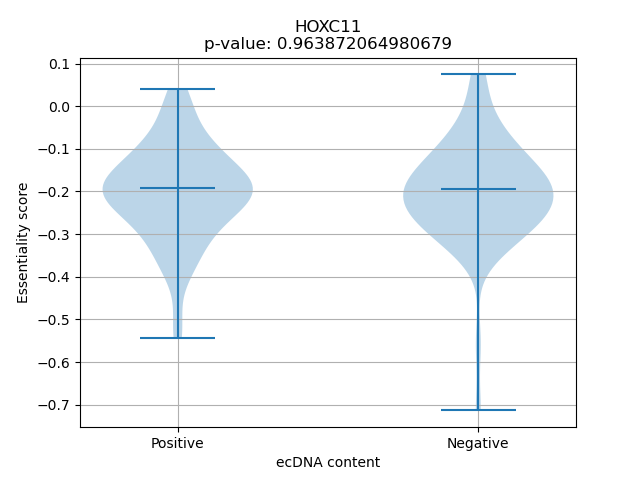 HOXC11
p-value: 0.963872064980679
0.1
0.0
−0.1
−0.2
−0.3
−0.4
−0.5
−0.6
−0.7
Essentiality score
Positive
Negative
ecDNA content